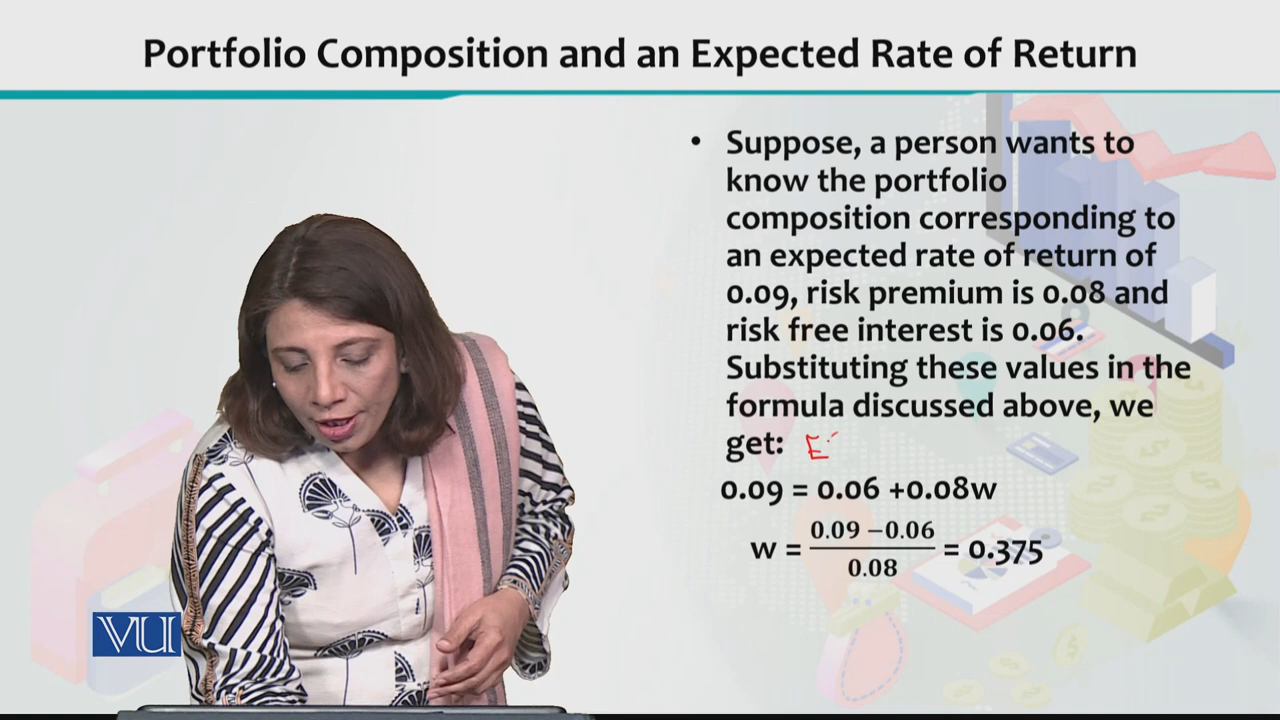 Portfolio Composition and an Expected Rate of Return
• Suppose, a person wants to
know the portfolio
composition corresponding to
an expected rate of return of
0.09, risk premium is 0.08 and
risk free interest is 0.06.
Substituting these values in the
formula discussed above, we
get: E
0.09 = 0.06 +0.08w
w = \frac{0.09 −0.06}{0.08} = 0.375
VU